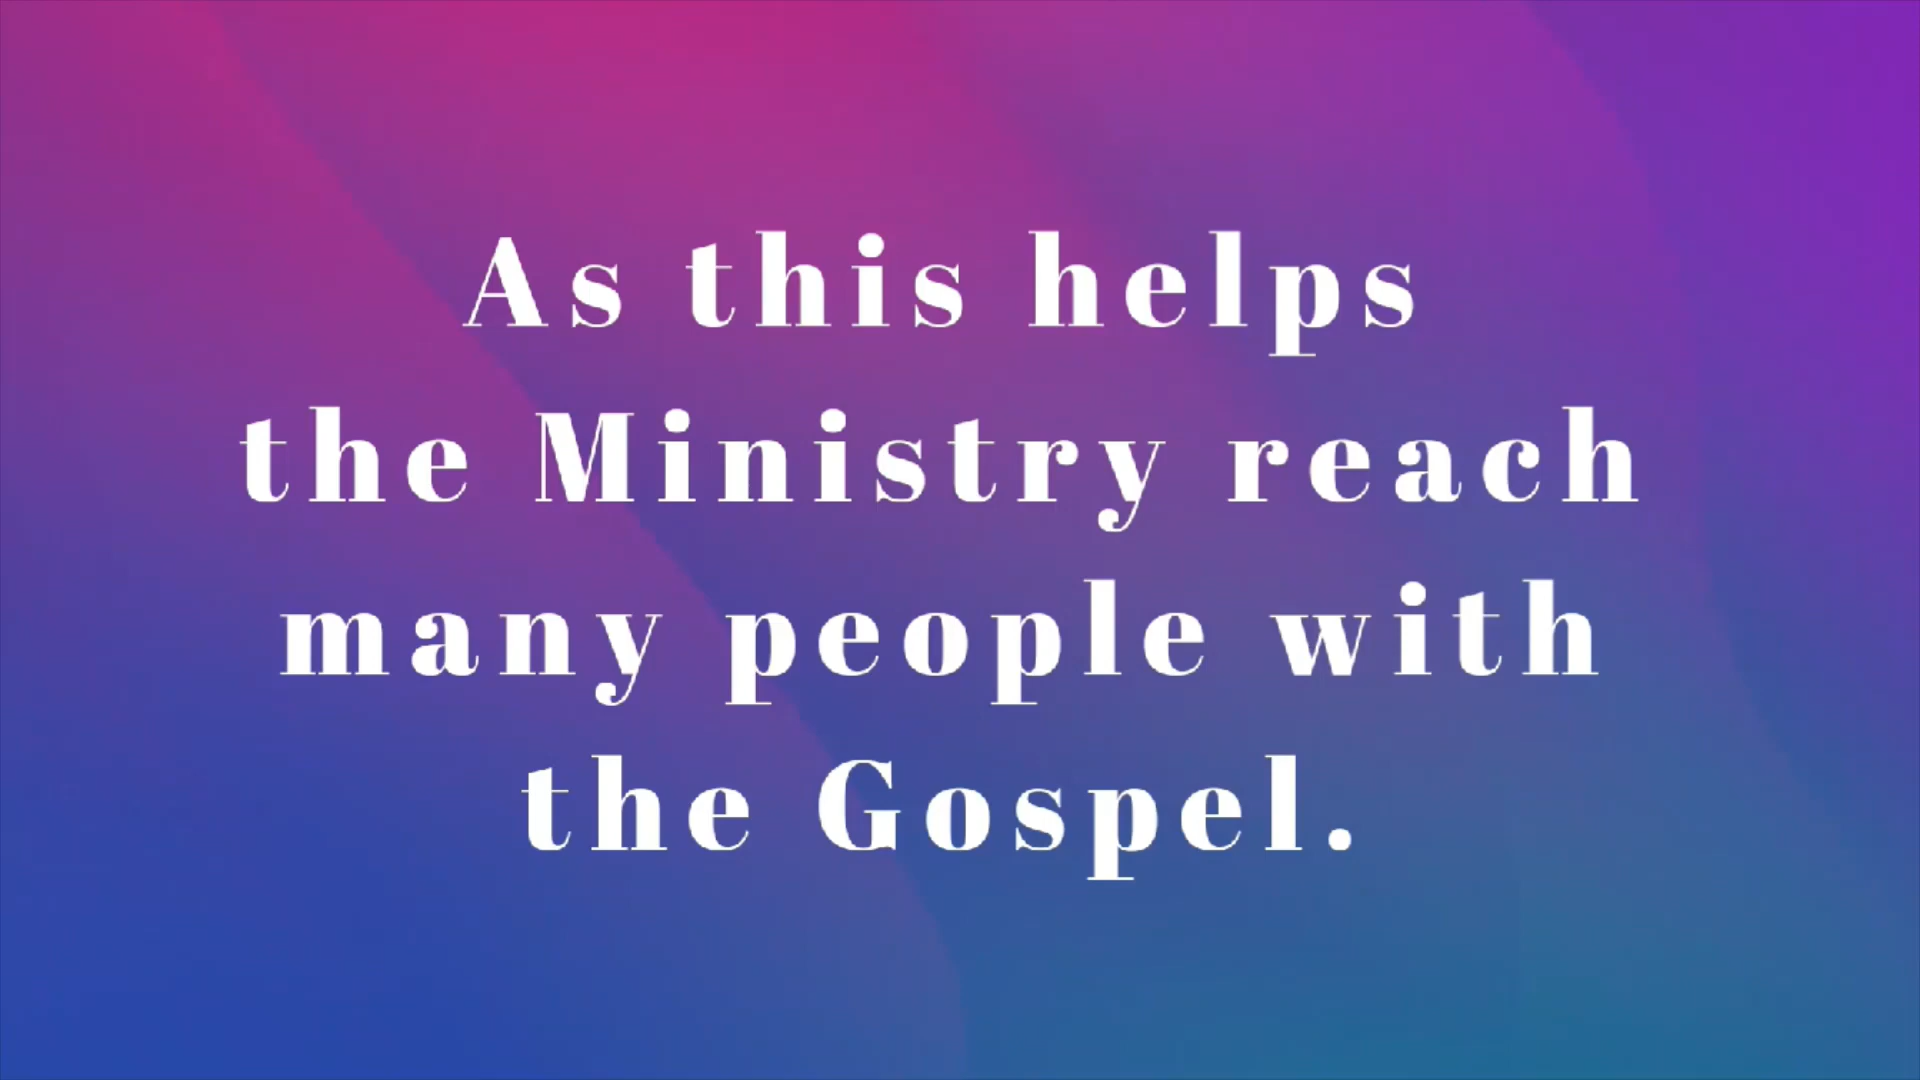 As this helps
the Ministry reach
many people with
the Gospel.